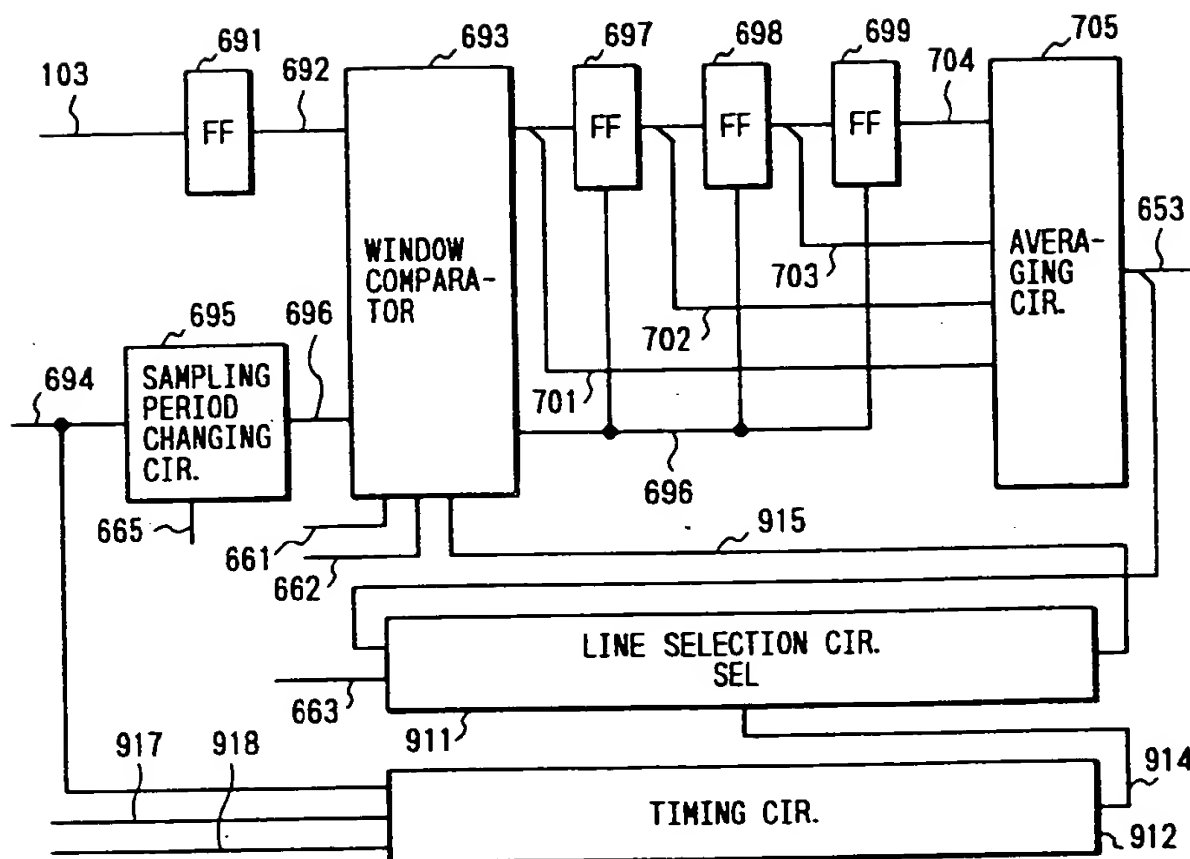 691
693
697
698
699
705
103
692
704
FF
FF
FF
FF
653
WINDOW
COMPARA-
TOR
AVERA-
GING
CIR.
703
695
696
702
694
SAMPLING
PERIOD
CHANGING
CIR.
701
696
665
661
915
662
LINE SELECTION CIR.
SEL
663
911
917
918
914
TIMING CIR.
912